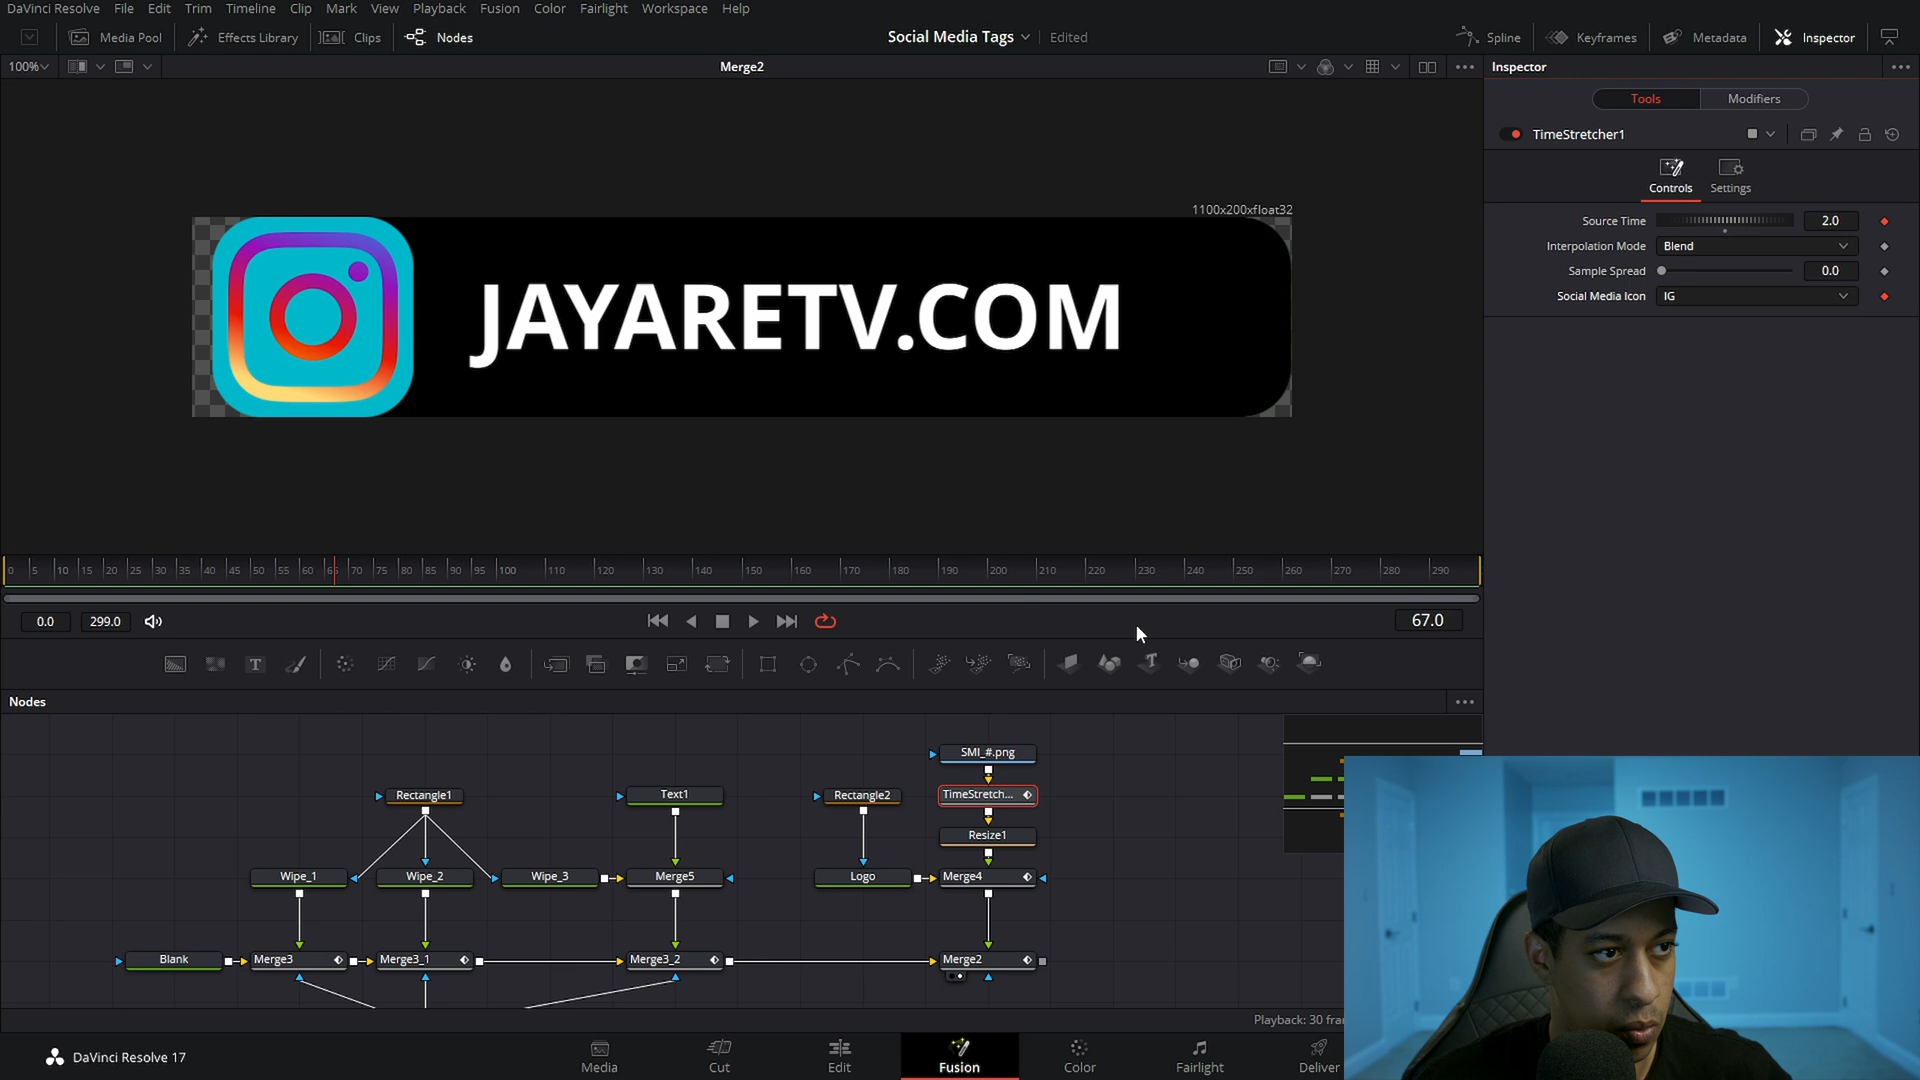 DaVinci Resolve File Edit Trim Timeline Clip Mark View Playback Fusion Color Fairlight Workspace Help
Media Pool Effects Library Clips Nodes Social Media Tags Edited Spline Keyframes Metadata Inspector
100% Merge2 Inspector
Tools Modifiers
TimeStretcher1
Controls Settings
1100x200xfloat32
Source Time 2.0
Interpolation Mode Blend
Sample Spread 0.0
Social Media Icon IG
JAYARETV.COM
0 5 10 15 20 25 30 35 40 45 50 55 60 70 75 80 85 90 95 100 110 120 130 140 150 160 170 180 190 200 210 220 230 240 250 260 270 280 290
0.0 299.0 67.0
Nodes
SMI_#.png
Rectangle1 Text1 Rectangle2 TimeStretch...
Resize1
Wipe_1 Wipe_2 Wipe_3 Merge5 Logo Merge4
Blank Merge3 Merge3_1 Merge3_2 Merge2
Playback: 30 fra
DaVinci Resolve 17 Media Cut Edit Fusion Color Fairlight Deliver